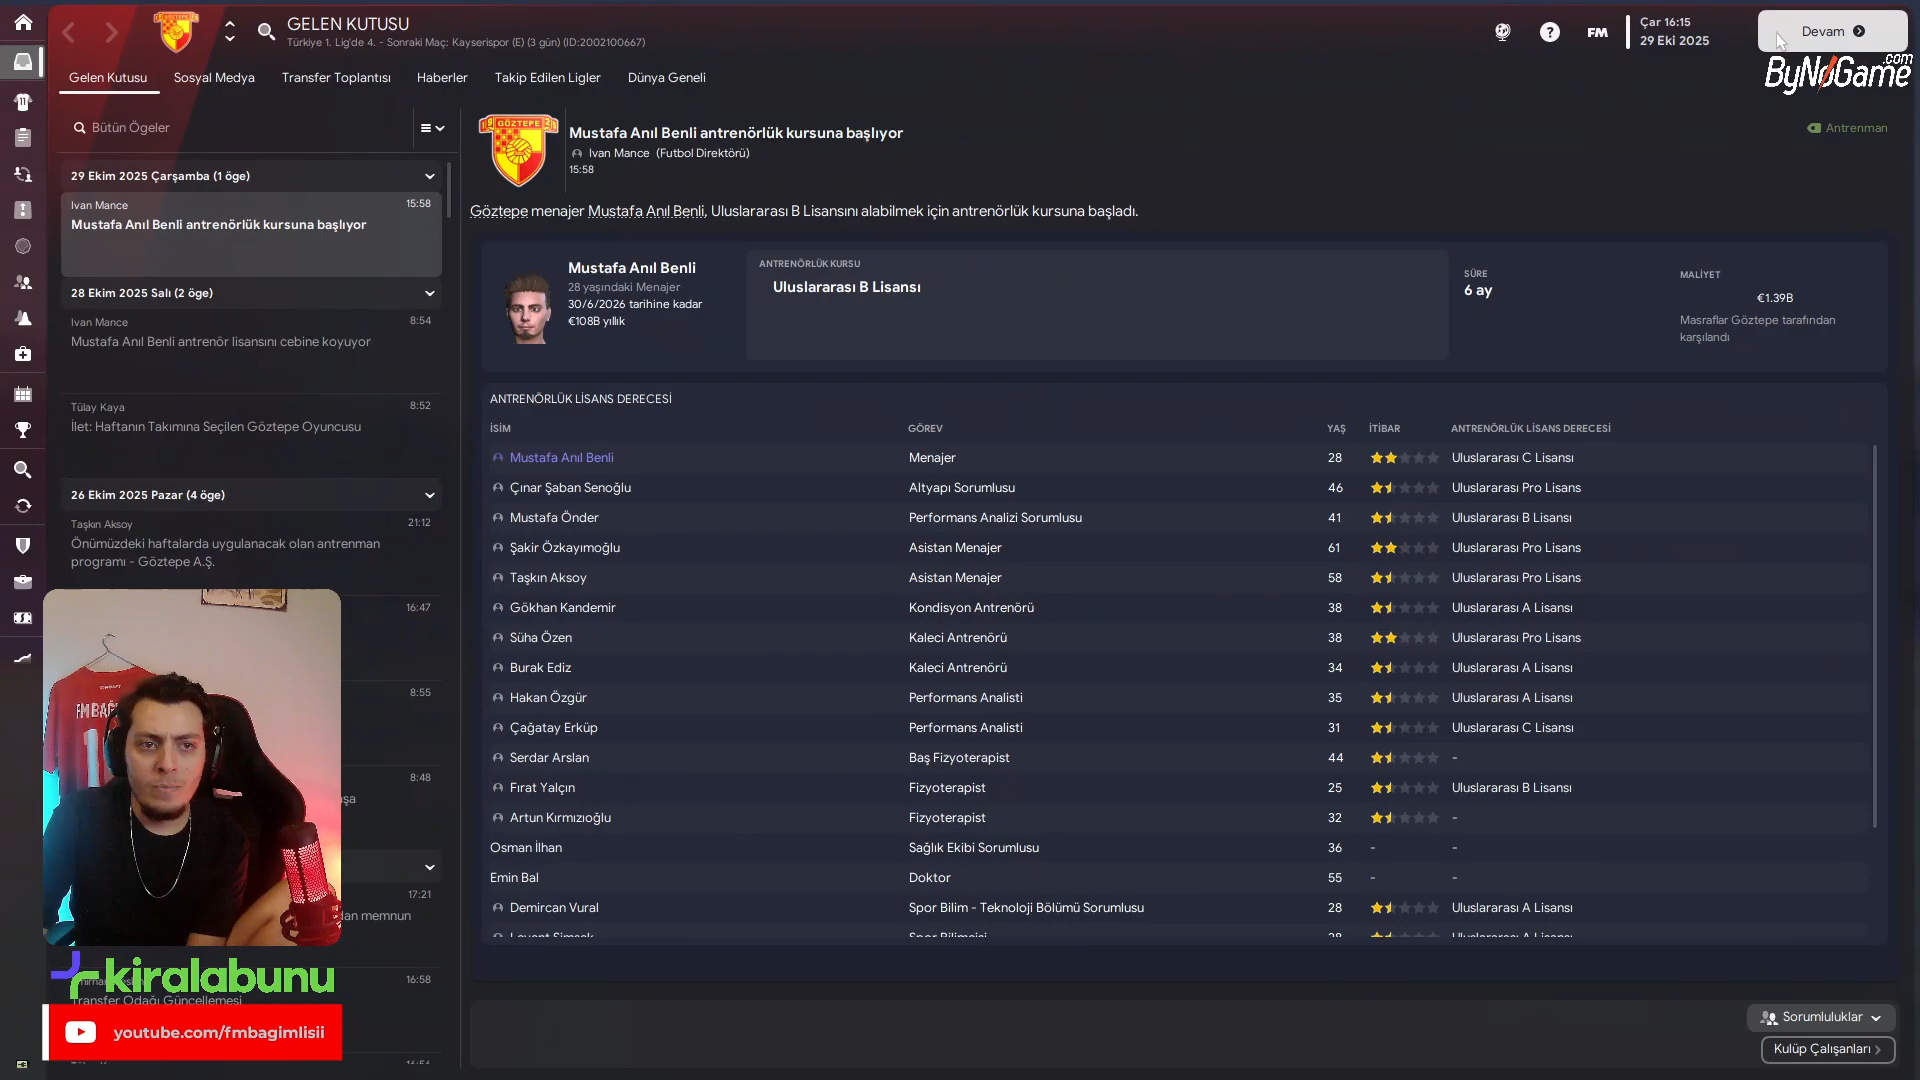 GELEN KUTUSU
Türkiye 1. Lig'de 4. - Sonraki Maç: Kayserispor (E) (3 gün) (ID:2002100667)
FM
Çar 16:15
29 Eki 2025
Devam
ByNoGame.com
Gelen Kutusu
Sosyal Medya
Transfer Toplantısı
Haberler
Takip Edilen Ligler
Dünya Geneli
Bütün Ögeler
29 Ekim 2025 Çarşamba (1 öge)
Ivan Mance 15:58
Mustafa Anıl Benli antrenörlük kursuna başlıyor
28 Ekim 2025 Salı (2 öge)
Ivan Mance 8:54
Mustafa Anıl Benli antrenör lisansını cebine koyuyor
Tülay Kaya 8:52
İlet: Haftanın Takımına Seçilen Göztepe Oyuncusu
26 Ekim 2025 Pazar (4 öge)
Taşkın Aksoy 21:12
Önümüzdeki haftalarda uygulanacak olan antrenman
programı - Göztepe A.Ş.
16:47
8:55
8:48
17:21
dan memnun
16:58
Transfer Odağı Güncellemesi
FM BAĞ
kiralabunu
youtube.com/fmbagimlisii
GÖZTEPE
Mustafa Anıl Benli antrenörlük kursuna başlıyor
Ivan Mance (Futbol Direktörü)
15:58
Antrenman
Göztepe menajer Mustafa Anıl Benli, Uluslararası B Lisansını alabilmek için antrenörlük kursuna başladı.
Mustafa Anıl Benli
28 yaşındaki Menajer
30/6/2026 tarihine kadar
€108B yıllık
ANTRENÖRLÜK KURSU
Uluslararası B Lisansı
SÜRE
6 ay
MALİYET
€1.39B
Masraflar Göztepe tarafından
karşılandı
ANTRENÖRLÜK LİSANS DERECESİ
İSİM GÖREV YAŞ İTİBAR ANTRENÖRLÜK LİSANS DERECESİ
Mustafa Anıl Benli Menajer 28 Uluslararası C Lisansı
Çınar Şaban Senoğlu Altyapı Sorumlusu 46 Uluslararası Pro Lisans
Mustafa Önder Performans Analizi Sorumlusu 41 Uluslararası B Lisansı
Şakir Özkayımoğlu Asistan Menajer 61 Uluslararası Pro Lisans
Taşkın Aksoy Asistan Menajer 58 Uluslararası Pro Lisans
Gökhan Kandemir Kondisyon Antrenörü 38 Uluslararası A Lisansı
Süha Özen Kaleci Antrenörü 38 Uluslararası Pro Lisans
Burak Ediz Kaleci Antrenörü 34 Uluslararası A Lisansı
Hakan Özgür Performans Analisti 35 Uluslararası A Lisansı
Çağatay Erküp Performans Analisti 31 Uluslararası C Lisansı
Serdar Arslan Baş Fizyoterapist 44 -
Fırat Yalçın Fizyoterapist 25 Uluslararası B Lisansı
Artun Kırmızıoğlu Fizyoterapist 32 -
Osman İlhan Sağlık Ekibi Sorumlusu 36 - -
Emin Bal Doktor 55 - -
Demircan Vural Spor Bilim - Teknoloji Bölümü Sorumlusu 28 Uluslararası A Lisansı
Sorumluluklar
Kulüp Çalışanları